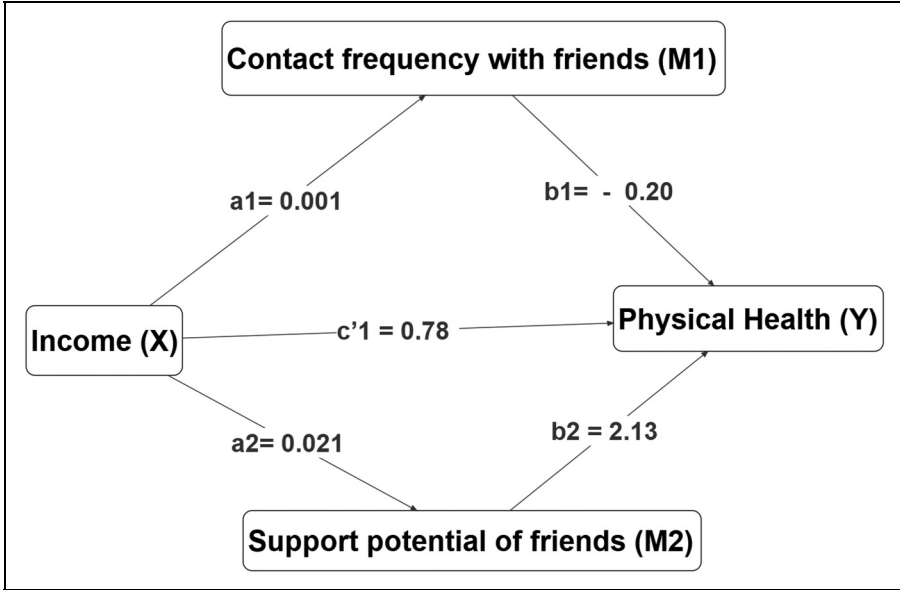 Contact frequency with friends (M1)
a1= 0.001
b1=  -  0.20
Income (X)
c’1 = 0.78
Physical Health (Y)
a2= 0.021
b2 = 2.13
Support potential of friends (M2)